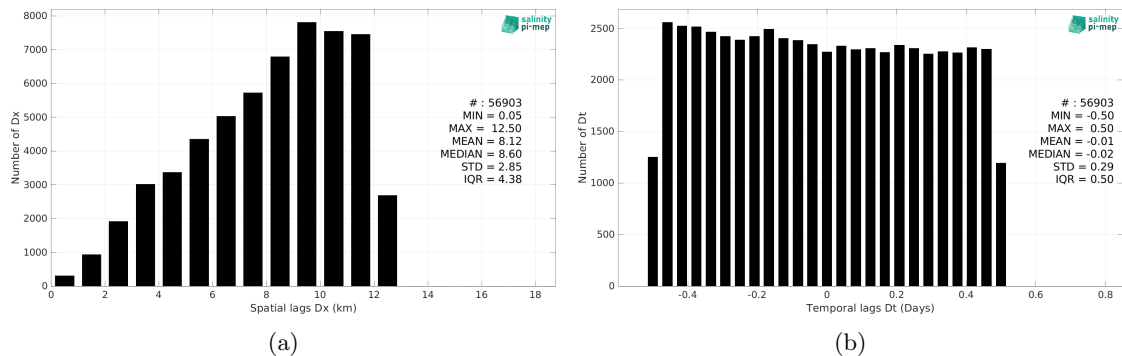 8000
7000
6000
5000
4000
3000
2000
1000
0
Number of Dx
0 2 4 6 8 10 12 14 16 18
Spatial lags Dx (km)
salinity
pi-mep
# : 56903
MIN = 0.05
MAX = 12.50
MEAN = 8.12
MEDIAN = 8.60
STD = 2.85
IQR = 4.38
(a)
2500
2000
1500
1000
500
0
Number of Dt
-0.4 -0.2 0 0.2 0.4 0.6 0.8
Temporal lags Dt (Days)
salinity
pi-mep
# : 56903
MIN = -0.50
MAX = 0.50
MEAN = -0.01
MEDIAN = -0.02
STD = 0.29
IQR = 0.50
(b)